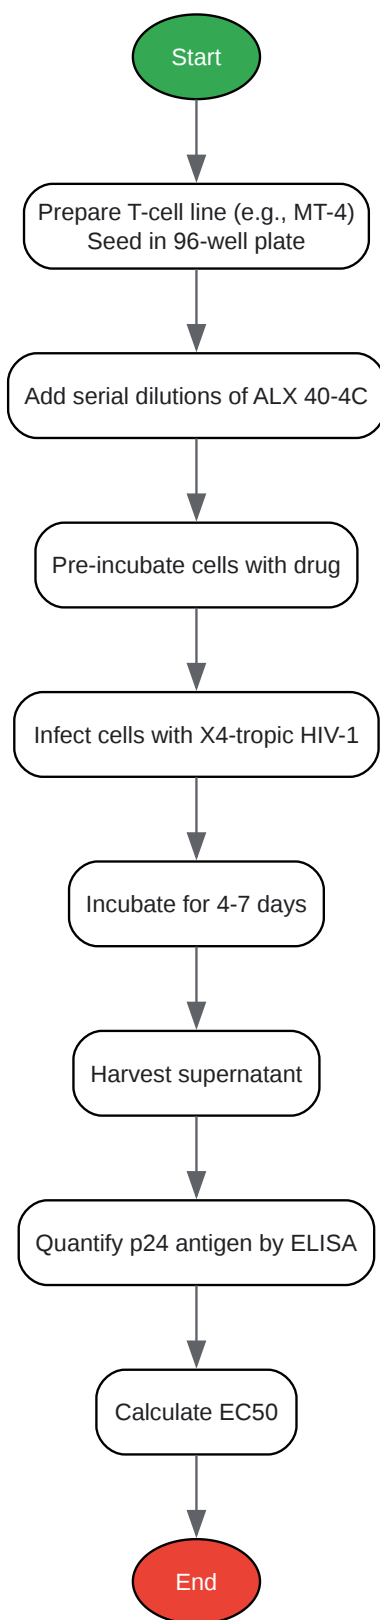 Start
Prepare T-cell line (e.g., MT-4)
Seed in 96-well plate
Add serial dilutions of ALX 40-4C
Pre-incubate cells with drug
Infect cells with X4-tropic HIV-1
Incubate for 4-7 days
Harvest supernatant
Quantify p24 antigen by ELISA
Calculate EC50
End